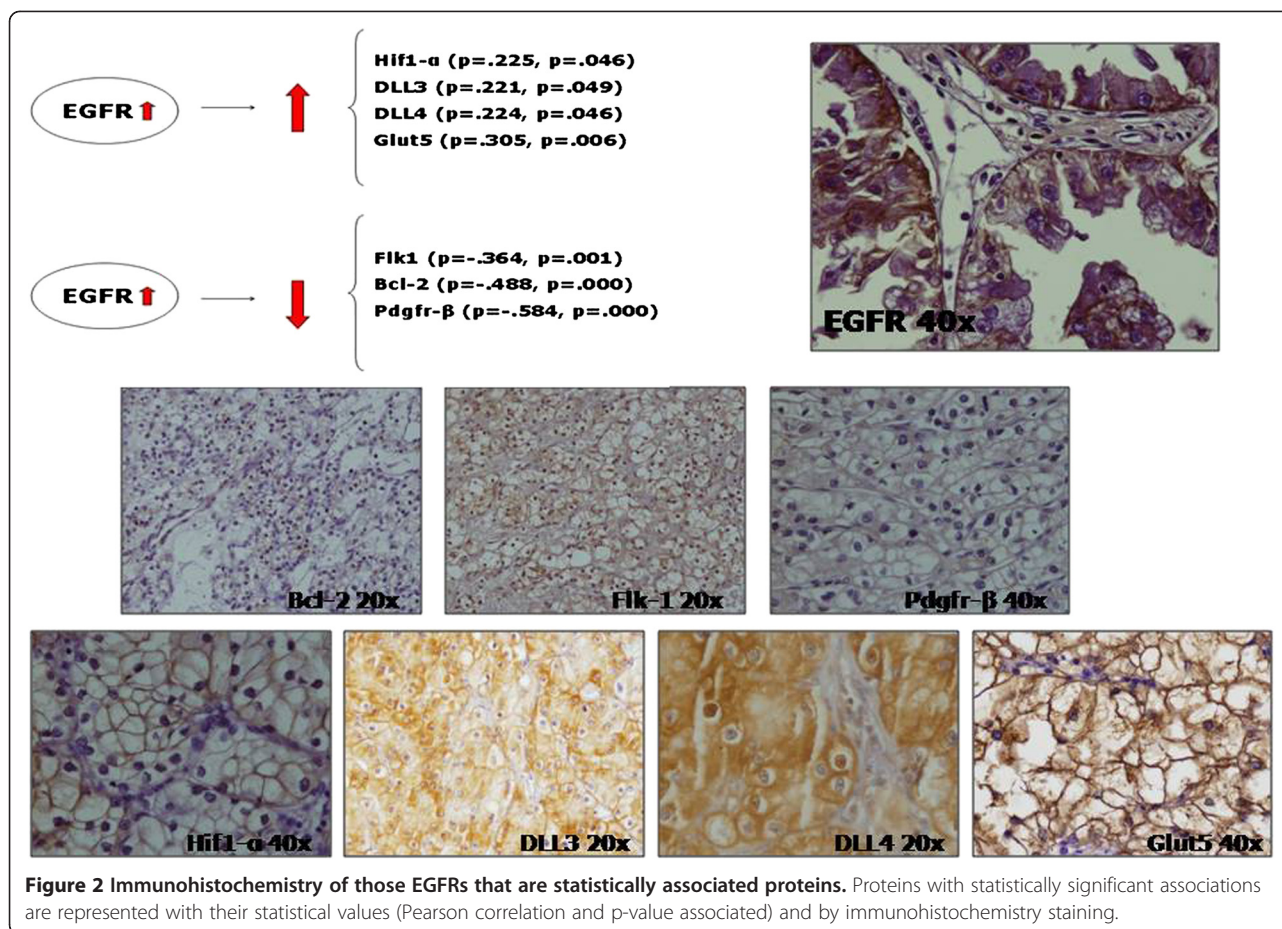 EGFR
Hif1-α (p=.225, p=.046)
DLL3 (p=.221, p=.049)
DLL4 (p=.224, p=.046)
Glut5 (p=.305, p=.006)
EGFR
Flk1 (p=-.364, p=.001)
Bcl-2 (p=-.488, p=.000)
Pdgfr-β (p=-.584, p=.000)
EGFR 40x
Bcl-2 20x
Flk-1 20x
Pdgfr-β 40x
Hif1-α 40x
DLL3 20x
DLL4 20x
Glut5 40x
Figure 2 Immunohistochemistry of those EGFRs that are statistically associated proteins. Proteins with statistically significant associations
are represented with their statistical values (Pearson correlation and p-value associated) and by immunohistochemistry staining.